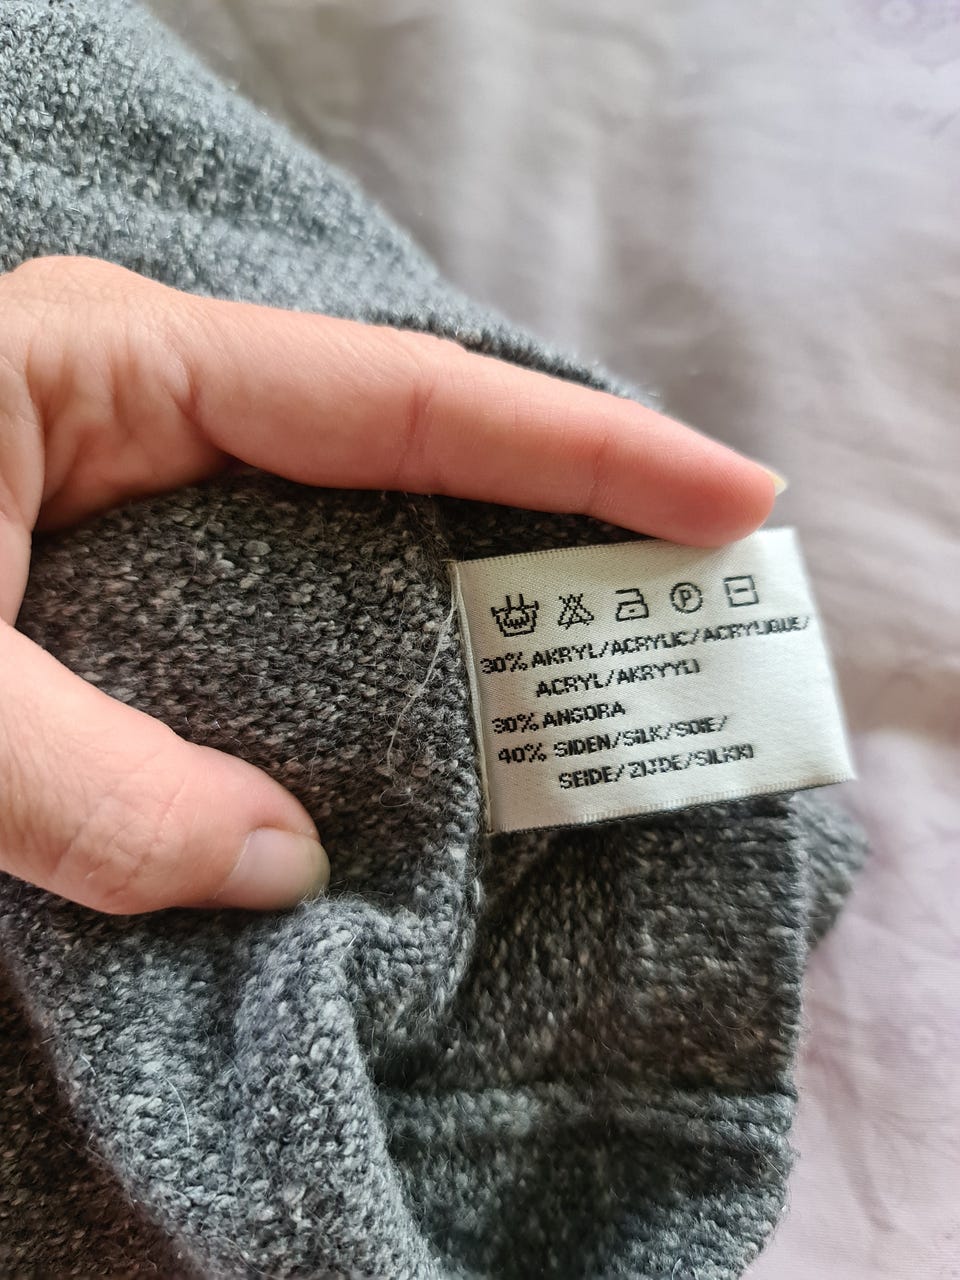 P
30% AKRYL/ACRYLIC/ACRYLIQUE/
ACRYL/AKRYYLI
30% ANGORA
40% SIDEN/SILK/SOIE/
SEIDE/ZIJDE/SILKKI